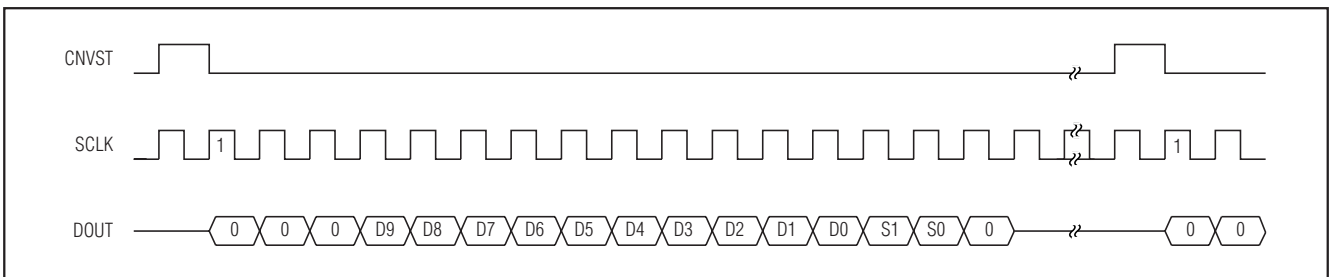 CNVST
SCLK 1 1
DOUT 0 0 0 D9 D8 D7 D6 D5 D4 D3 D2 D1 D0 S1 S0 0 0 0